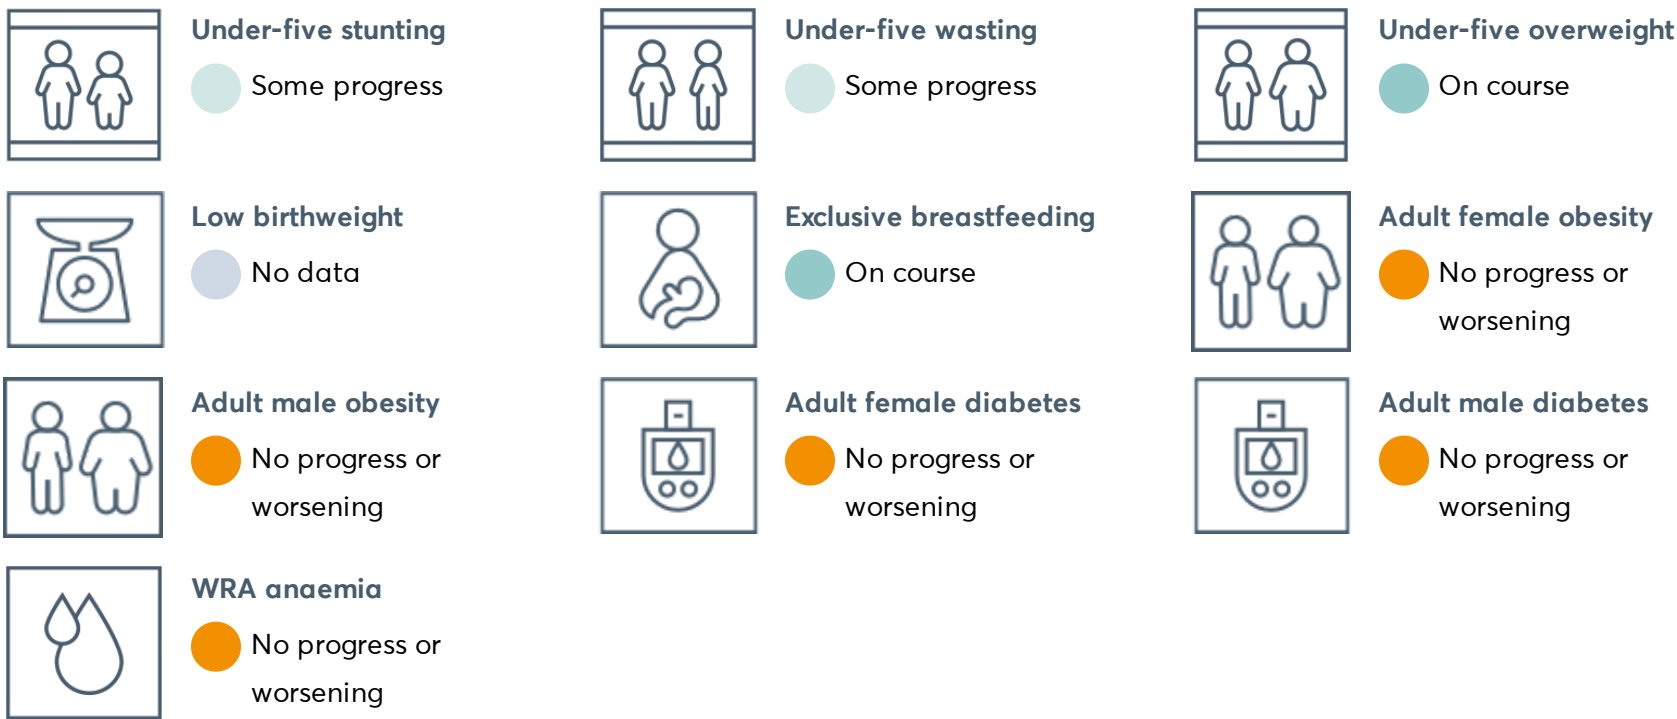 Under-five stunting
Some progress
Under-five wasting
Some progress
Under-five overweight
On course
Low birthweight
No data
Exclusive breastfeeding
On course
Adult female obesity
No progress or
worsening
Adult male obesity
No progress or
worsening
Adult female diabetes
No progress or
worsening
Adult male diabetes
No progress or
worsening
WRA anaemia
No progress or
worsening